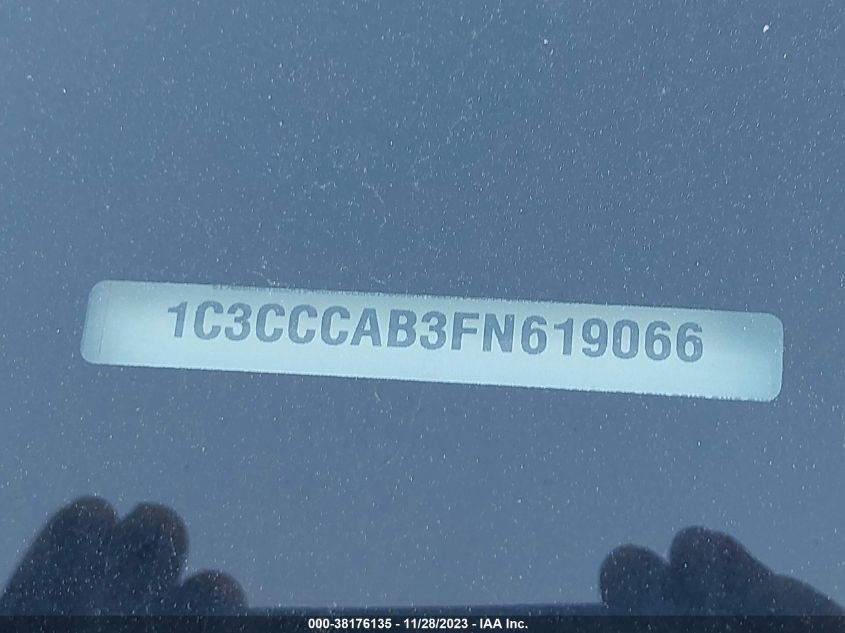 1C3CCCAB3FN619066
000-38176135 - 11/28/2023 - IAA Inc.